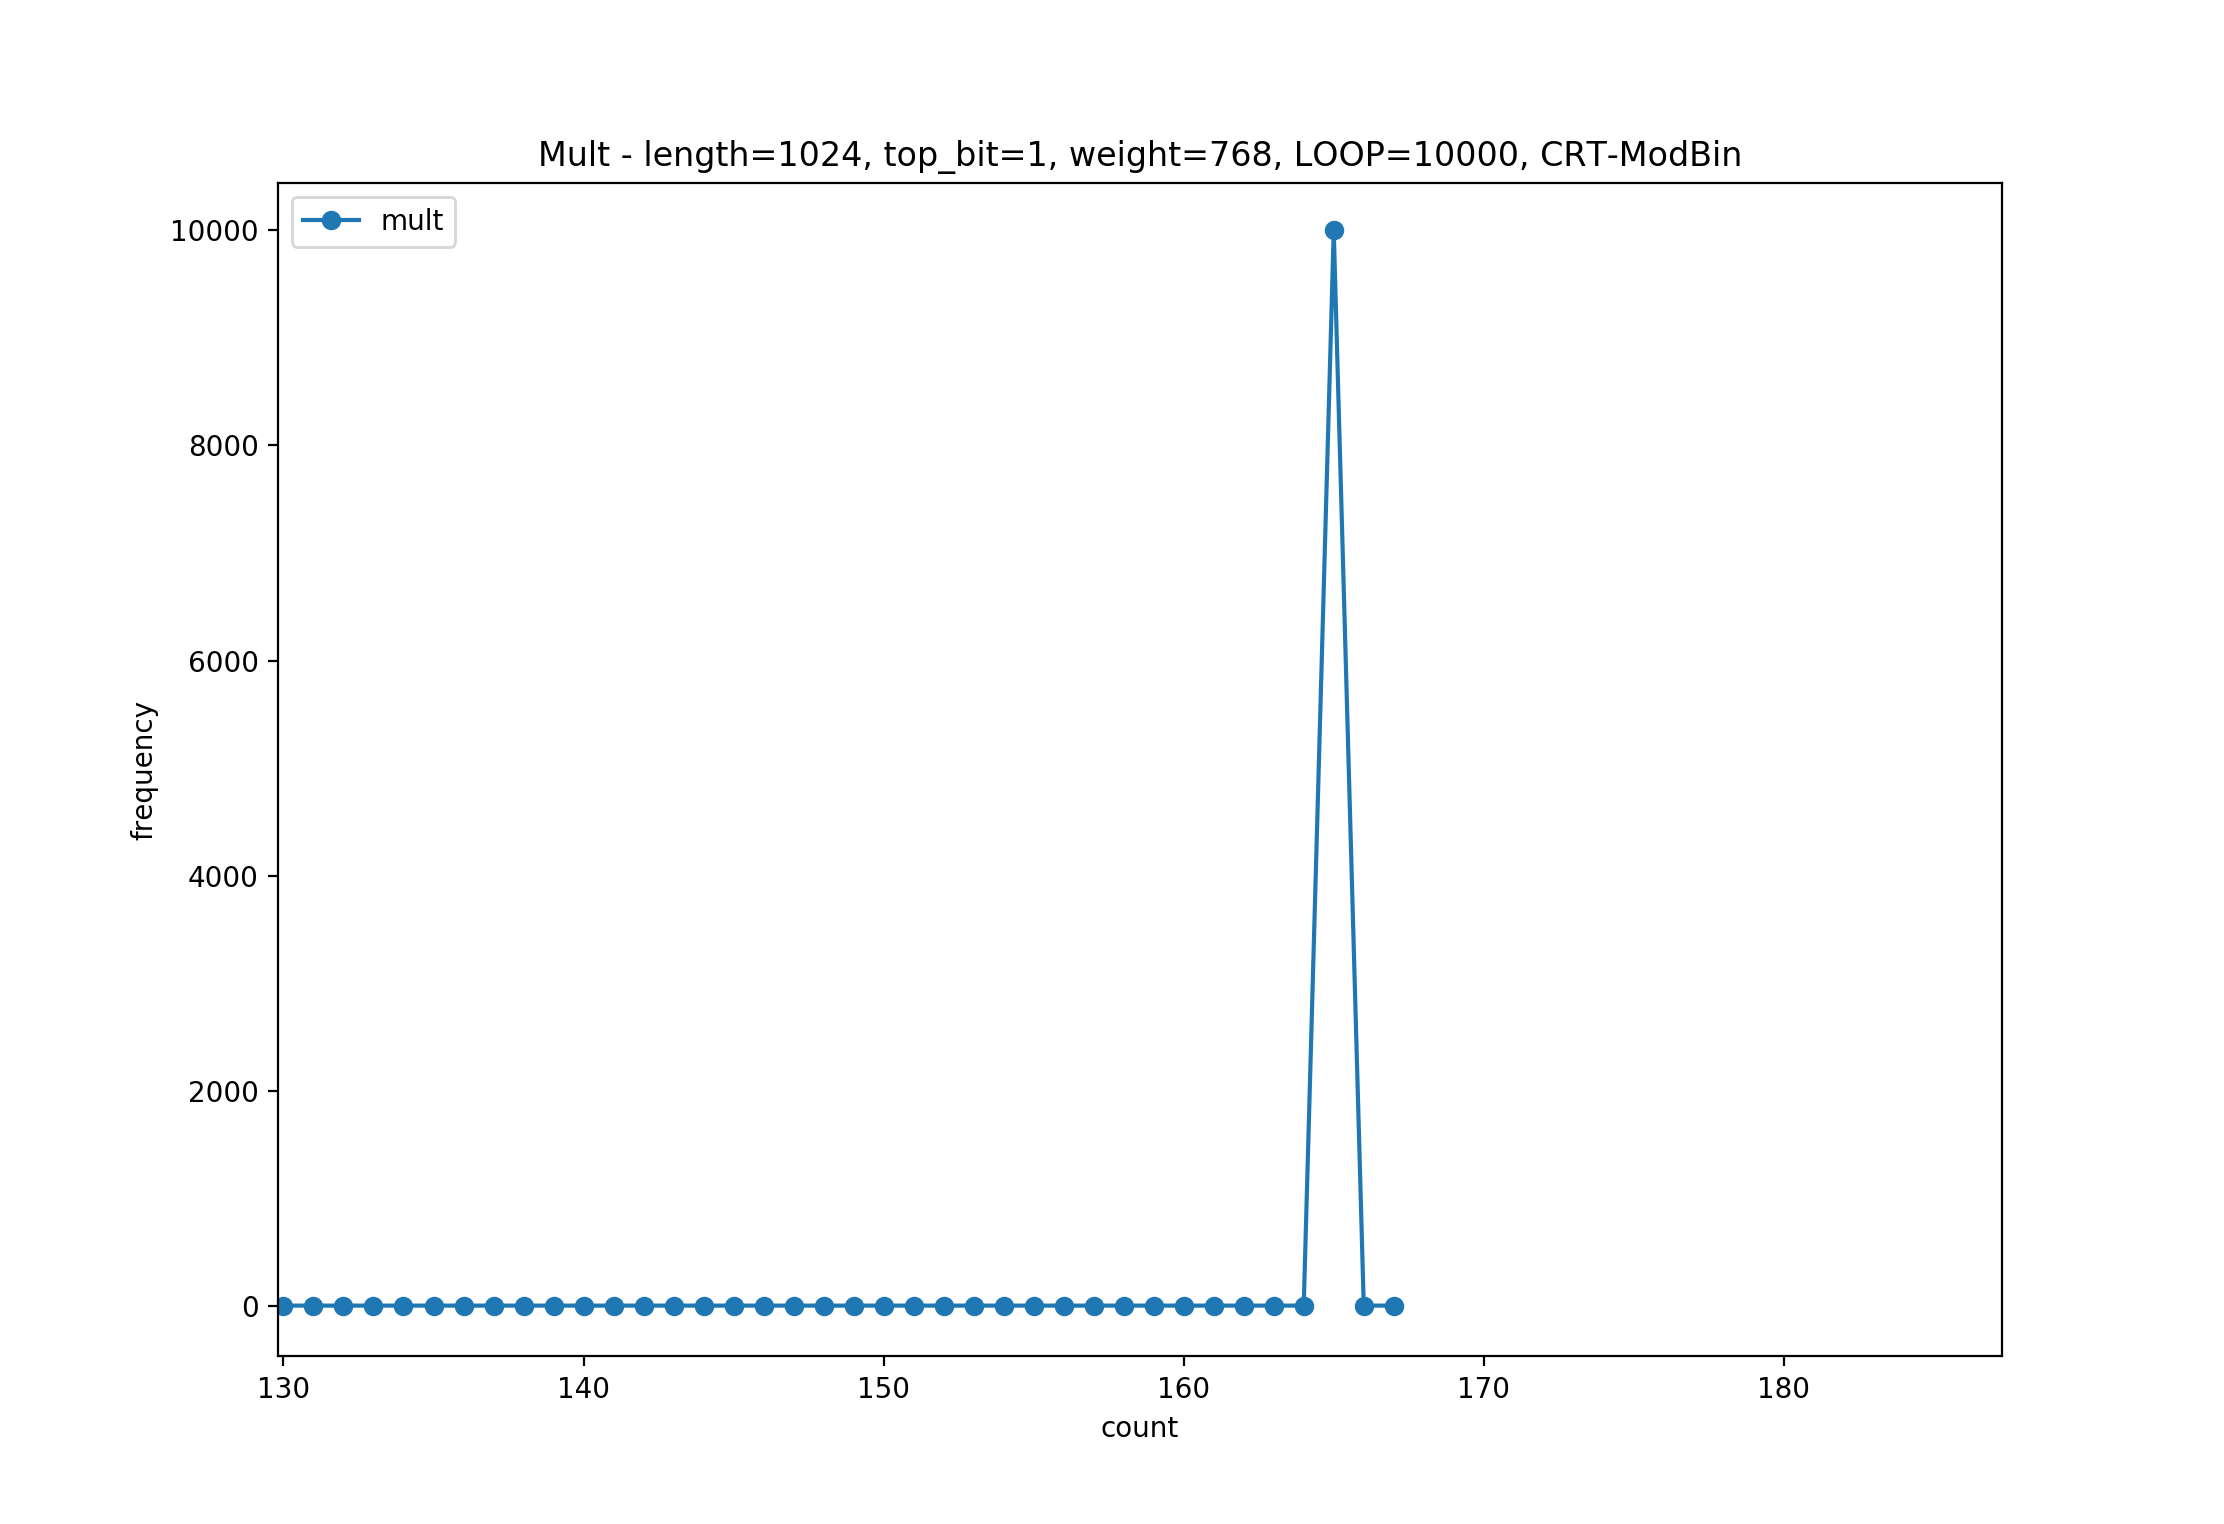 Mult - length=1024, top_bit=1, weight=768, LOOP=10000, CRT-ModBin
mult
10000
8000
6000
4000
2000
0
frequency
130 140 150 160 170 180
count